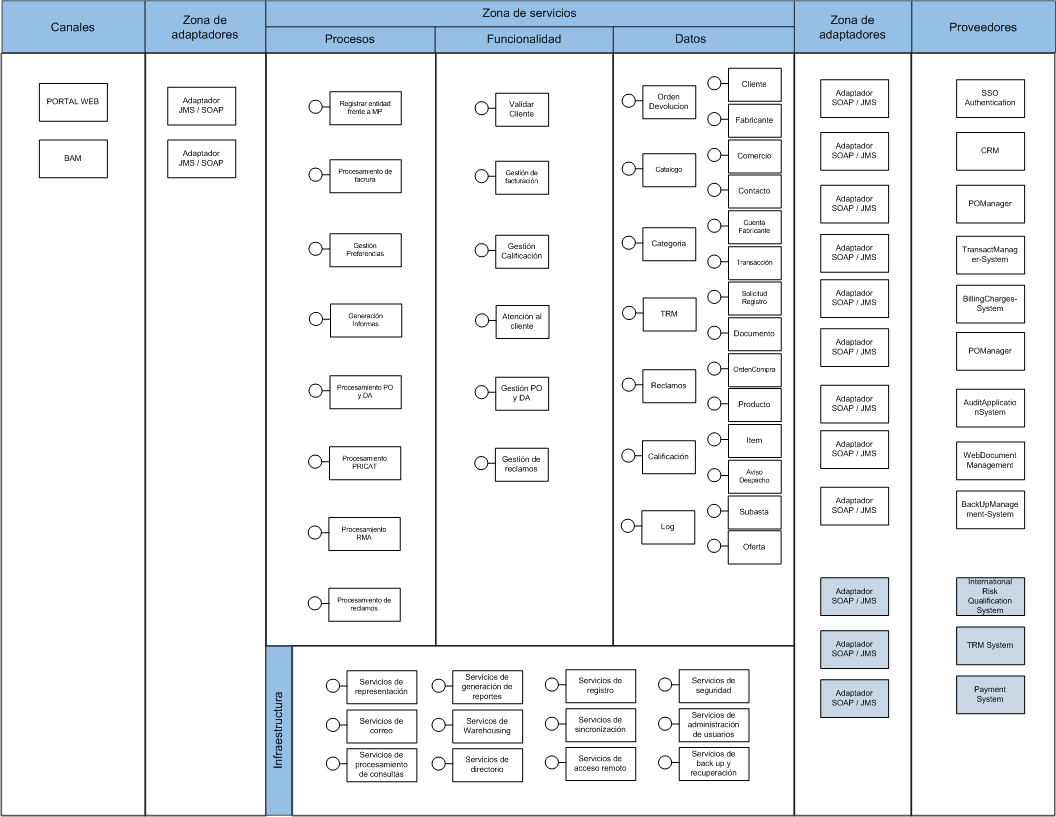 Canales
Zona de
adaptadores
Zona de servicios
Procesos
Funcionalidad
Datos
Zona de
adaptadores
Proveedores
PORTAL WEB
BAM
Adaptador
JMS / SOAP
Adaptador
JMS / SOAP
Registrar entidad
frente a MP
Procesamiento de
facrura
Gestión
Preferencias
Generación
Informes
Procesamiento PO
y DA
Procesamiento
PRICAT
Procesamiento
RMA
Procesamiento de
reclamos
Validar
Cliente
Gestión de
facturación
Gestión
Calificación
Atención al
cliente
Gestión PO
y DA
Gestión de
reclamos
Orden
Devolucion
Catalogo
Categoria
TRM
Reclamos
Calificación
Log
Cliente
Fabricante
Comercio
Contacto
Cuenta
Fabricante
Transacción
Solicitud
Registro
Documento
OrdenCompra
Producto
Item
Aviso
Despacho
Subasta
Oferta
Adaptador
SOAP / JMS
Adaptador
SOAP / JMS
Adaptador
SOAP / JMS
Adaptador
SOAP / JMS
Adaptador
SOAP / JMS
Adaptador
SOAP / JMS
Adaptador
SOAP / JMS
Adaptador
SOAP / JMS
Adaptador
SOAP / JMS
Adaptador
SOAP / JMS
Adaptador
SOAP / JMS
Adaptador
SOAP / JMS
SSO
Authentication
CRM
POManager
TransactManag
er-System
BillingCharges-
System
POManager
AuditApplicatio
nSystem
WebDocument
Management
BackUpManage
ment-System
International
Risk
Qualification
System
TRM System
Payment
System
Infraestructura
Servicios de
representación
Servicios de
generación de
reportes
Servicios de
registro
Servicios de
seguridad
Servicios de
correo
Servicos de
Warehousing
Servicios de
sincronización
Servicios de
administración
de usuarios
Servicios de
procesamiento
de consultas
Servicios de
directorio
Servicios de
acceso remoto
Servicios de
back up y
recuperación